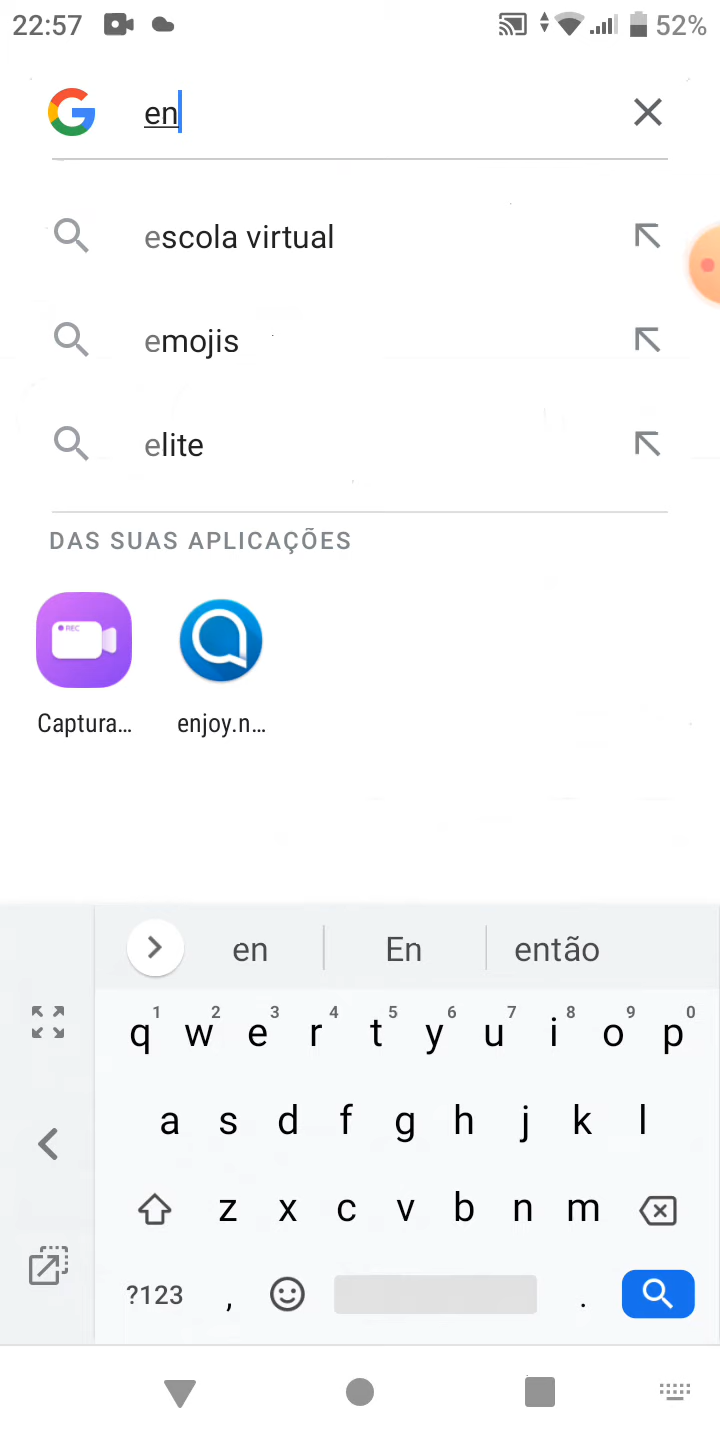 22:57 52%
en
escola virtual
emojis
elite
DAS SUAS APLICAÇÕES
REC
Captura... enjoy.n...
en En então
1 2 3 4 5 6 7 8 9 0
q w e r t y u i o p
a s d f g h j k l
z x c v b n m
?123 , .